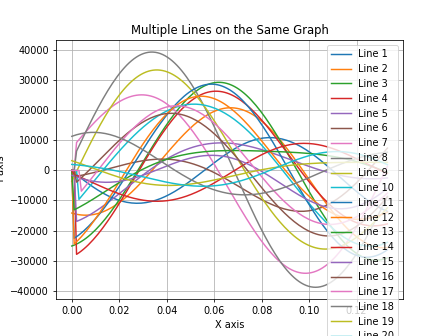 Multiple Lines on the Same Graph
40000
30000
20000
10000
0
−10000
−20000
−30000
−40000
0.00 0.02 0.04 0.06 0.08 0.10
X axis
axis
Line 1
Line 2
Line 3
Line 4
Line 5
Line 6
Line 7
Line 8
Line 9
Line 10
Line 11
Line 12
Line 13
Line 14
Line 15
Line 16
Line 17
Line 18
Line 19
Line 20